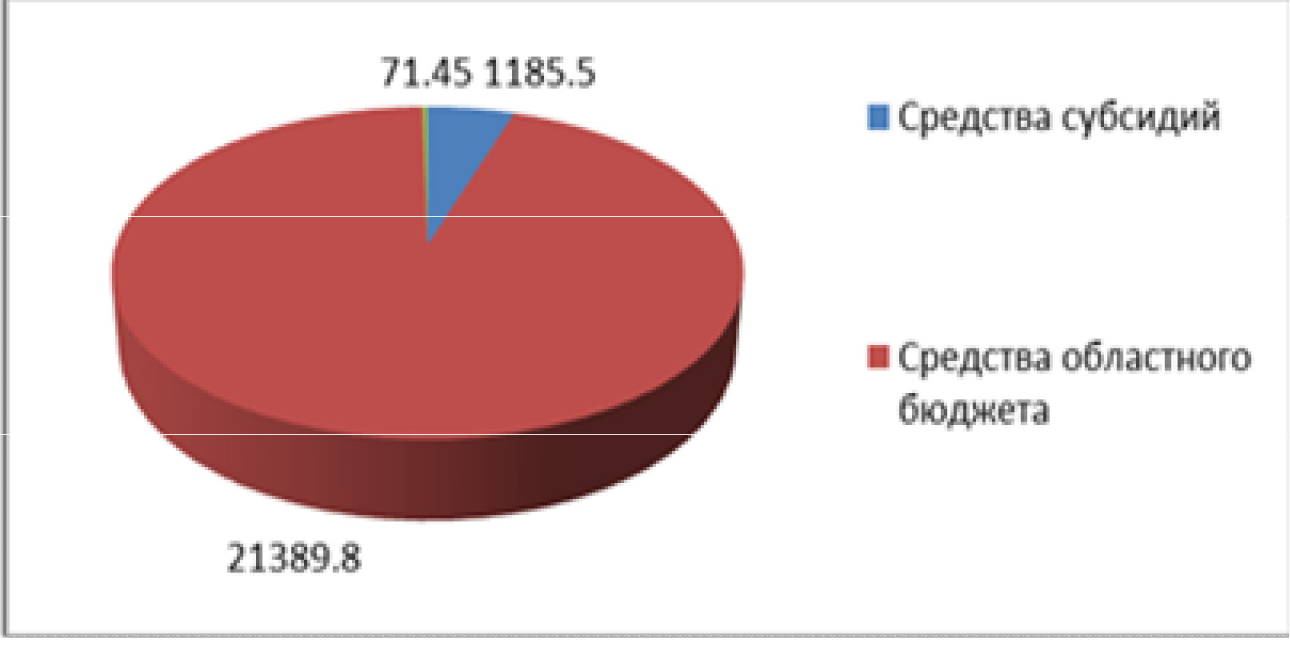 71.45 1185.5
Средства субсидий
Средства областного
бюджета
21389.8